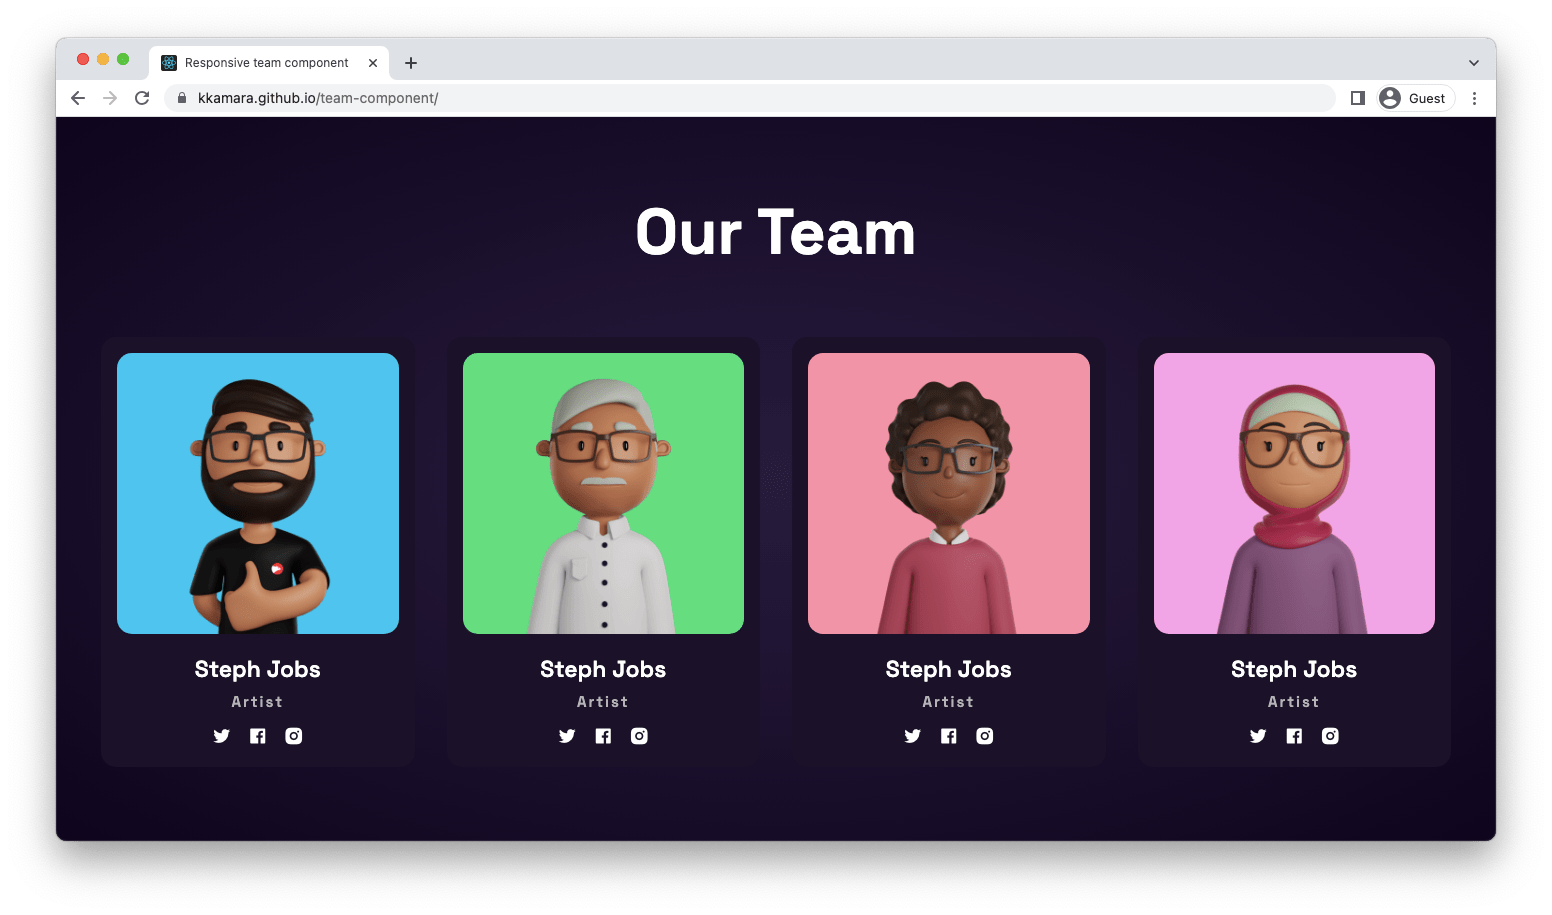 Responsive team component
kkamara.github.io/team-component/
Guest
Our Team
Steph Jobs
Artist
Steph Jobs
Artist
Steph Jobs
Artist
Steph Jobs
Artist